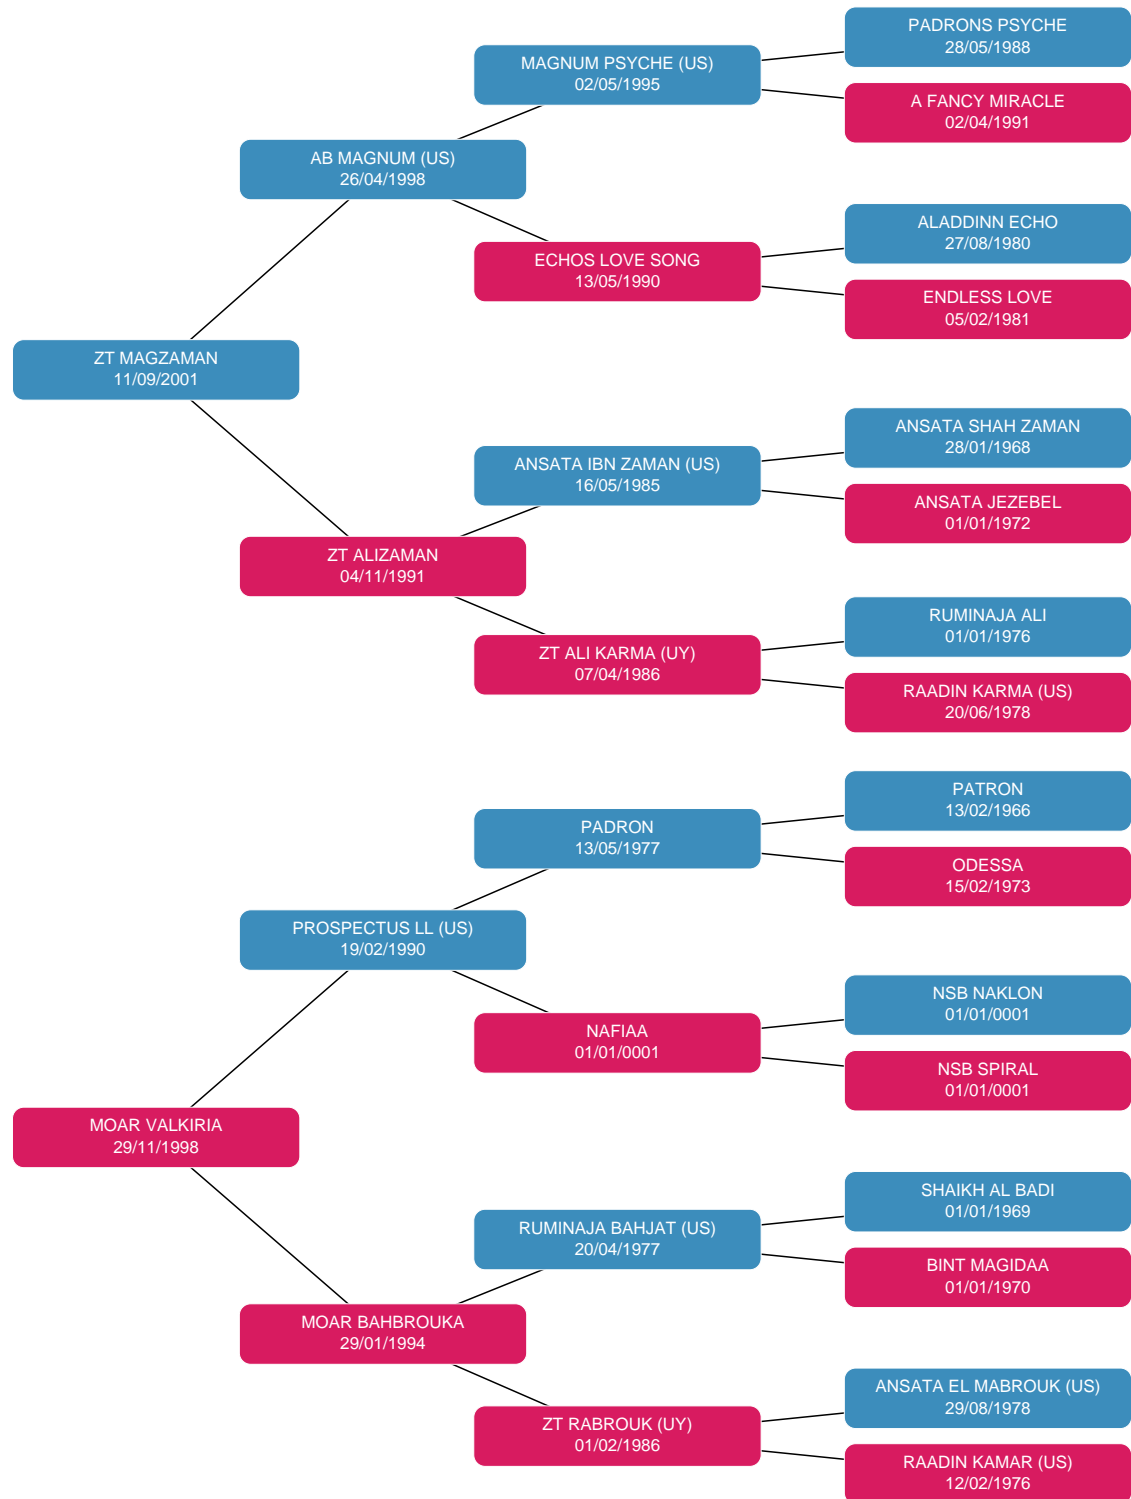 PADRONS PSYCHE
28/05/1988
MAGNUM PSYCHE (US)
02/05/1995
A FANCY MIRACLE
02/04/1991
AB MAGNUM (US)
26/04/1998
ALADDINN ECHO
27/08/1980
ECHOS LOVE SONG
13/05/1990
ENDLESS LOVE
05/02/1981
ZT MAGZAMAN
11/09/2001
ANSATA SHAH ZAMAN
28/01/1968
ANSATA IBN ZAMAN (US)
16/05/1985
ANSATA JEZEBEL
01/01/1972
ZT ALIZAMAN
04/11/1991
RUMINAJA ALI
01/01/1976
ZT ALI KARMA (UY)
07/04/1986
RAADIN KARMA (US)
20/06/1978
PATRON
13/02/1966
PADRON
13/05/1977
ODESSA
15/02/1973
PROSPECTUS LL (US)
19/02/1990
NSB NAKLON
01/01/0001
NAFIAA
01/01/0001
NSB SPIRAL
01/01/0001
MOAR VALKIRIA
29/11/1998
SHAIKH AL BADI
01/01/1969
RUMINAJA BAHJAT (US)
20/04/1977
BINT MAGIDAA
01/01/1970
MOAR BAHBROUKA
29/01/1994
ANSATA EL MABROUK (US)
29/08/1978
ZT RABROUK (UY)
01/02/1986
RAADIN KAMAR (US)
12/02/1976